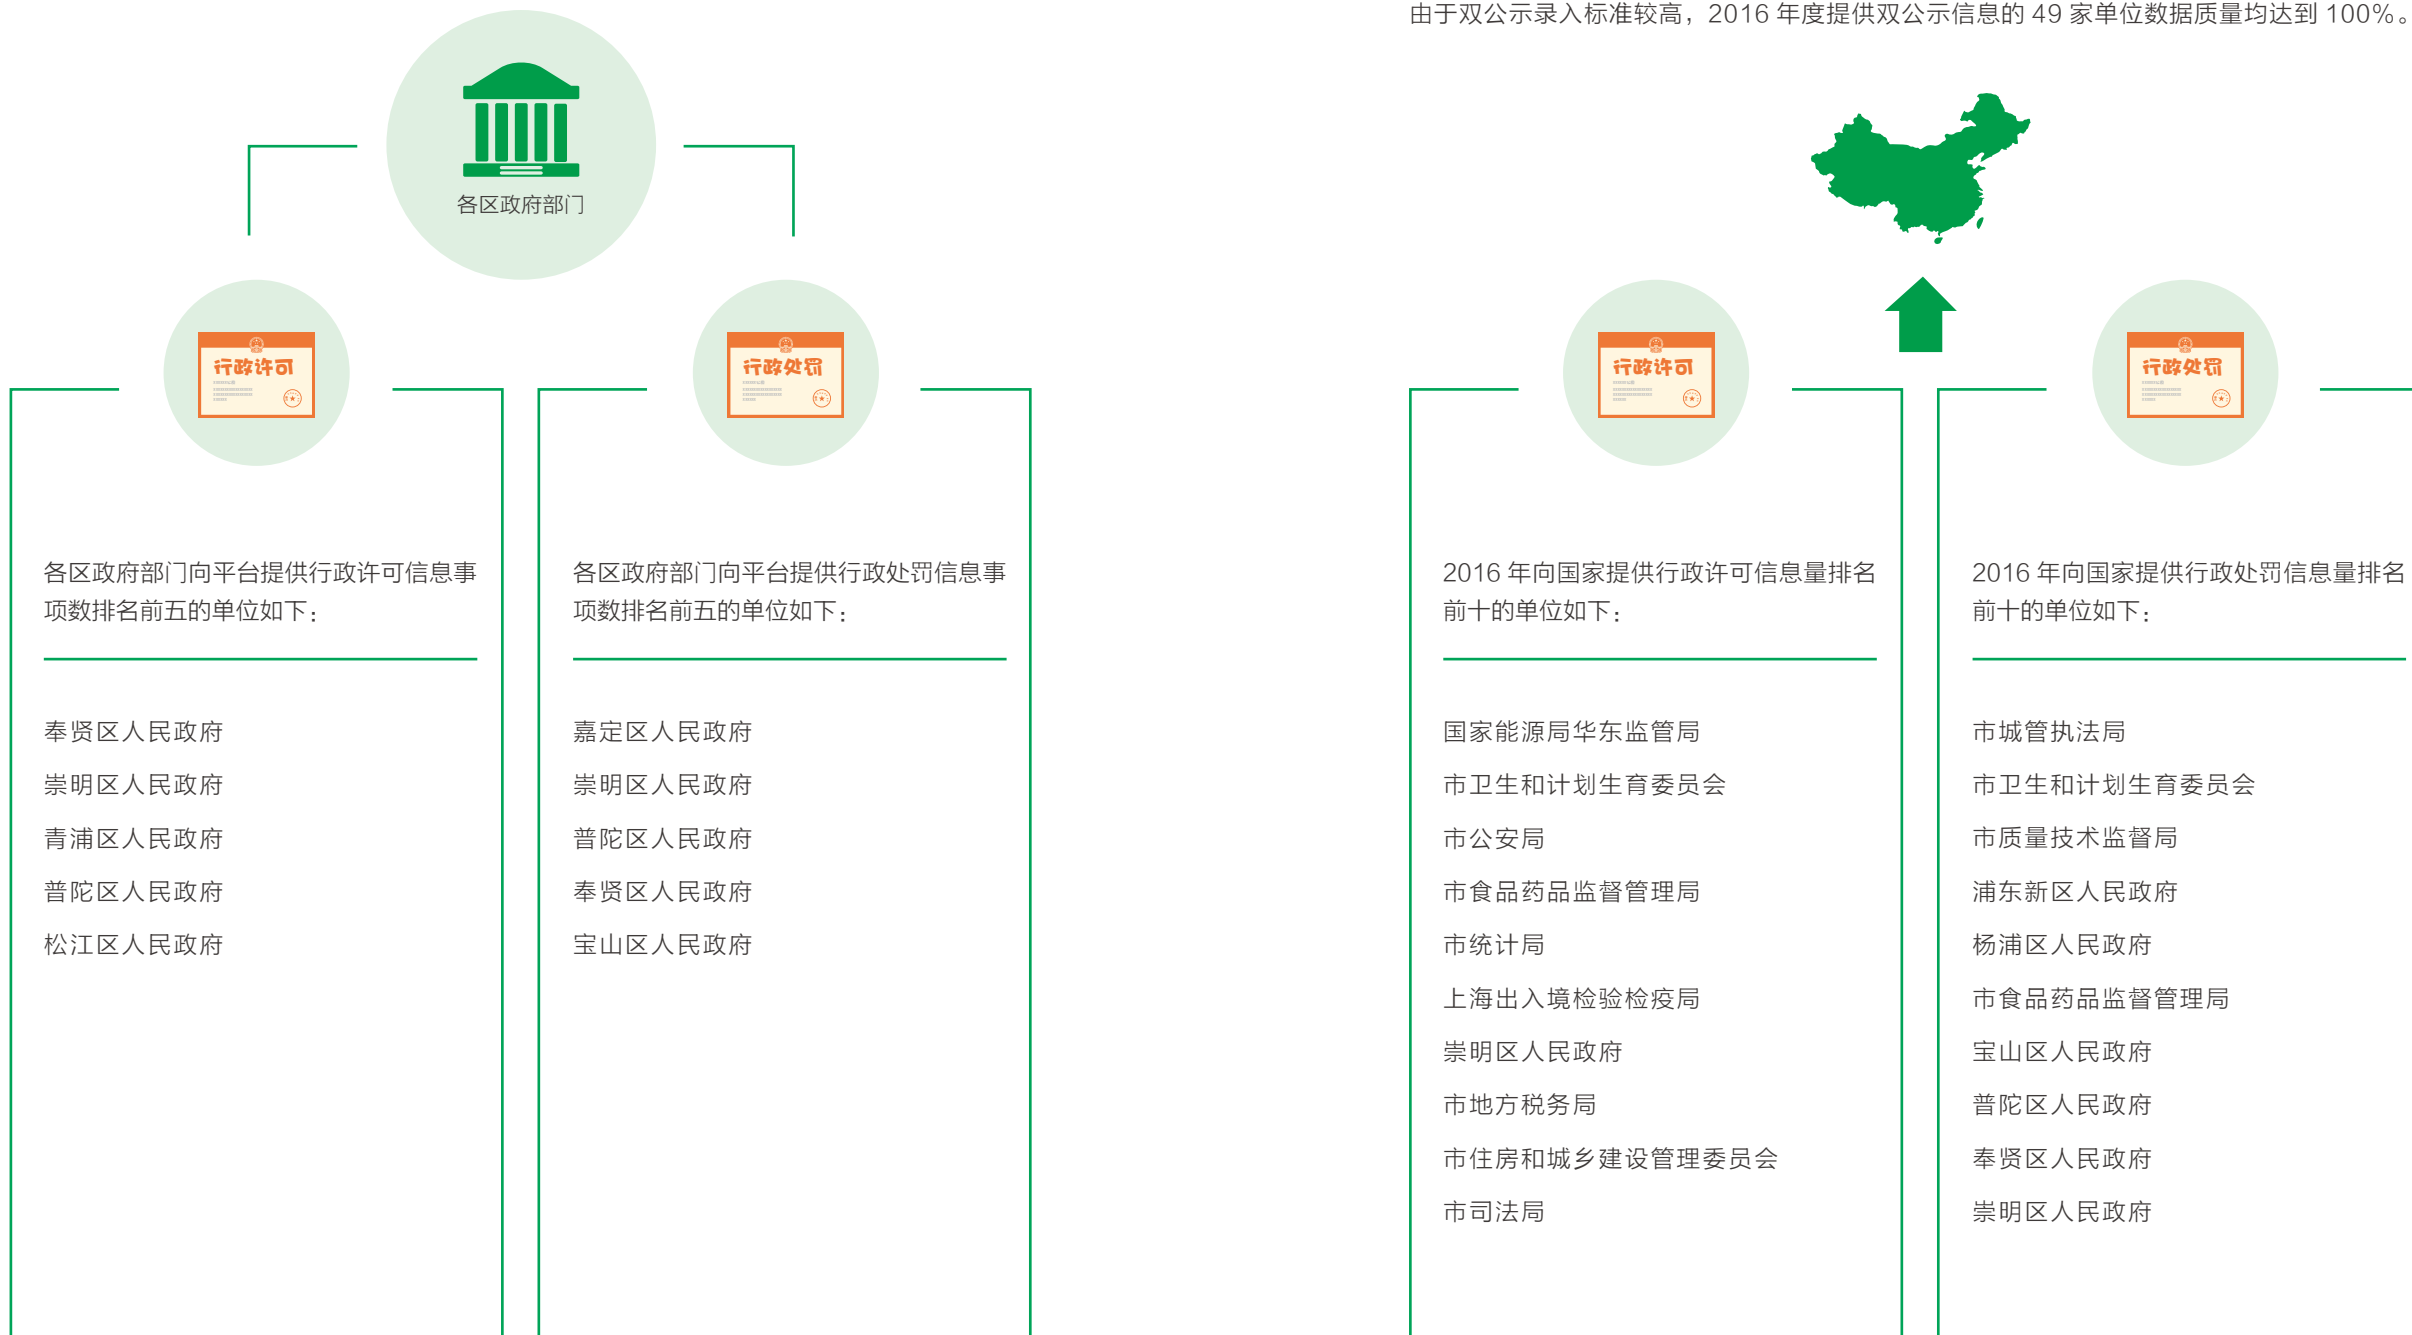 各区政府部门
行政许可
各区政府部门向平台提供行政许可信息事
项数排名前五的单位如下：
奉贤区人民政府
崇明区人民政府
青浦区人民政府
普陀区人民政府
松江区人民政府
行政处罚
各区政府部门向平台提供行政处罚信息事
项数排名前五的单位如下：
嘉定区人民政府
崇明区人民政府
普陀区人民政府
奉贤区人民政府
宝山区人民政府
由于双公示录入标准较高，2016 年度提供双公示信息的 49 家单位数据质量均达到 100%。
行政许可
2016 年向国家提供行政许可信息量排名
前十的单位如下：
国家能源局华东监管局
市卫生和计划生育委员会
市公安局
市食品药品监督管理局
市统计局
上海出入境检验检疫局
崇明区人民政府
市地方税务局
市住房和城乡建设管理委员会
市司法局
行政处罚
2016 年向国家提供行政处罚信息量排名
前十的单位如下：
市城管执法局
市卫生和计划生育委员会
市质量技术监督局
浦东新区人民政府
杨浦区人民政府
市食品药品监督管理局
宝山区人民政府
普陀区人民政府
奉贤区人民政府
崇明区人民政府